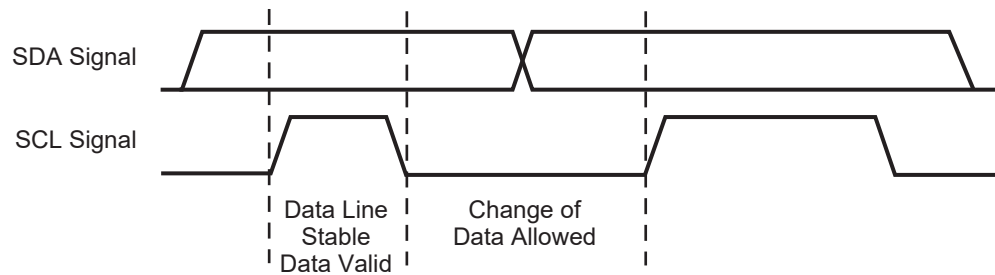 SDA Signal
SCL Signal
Data Line
Stable
Data Valid
Change of
Data Allowed